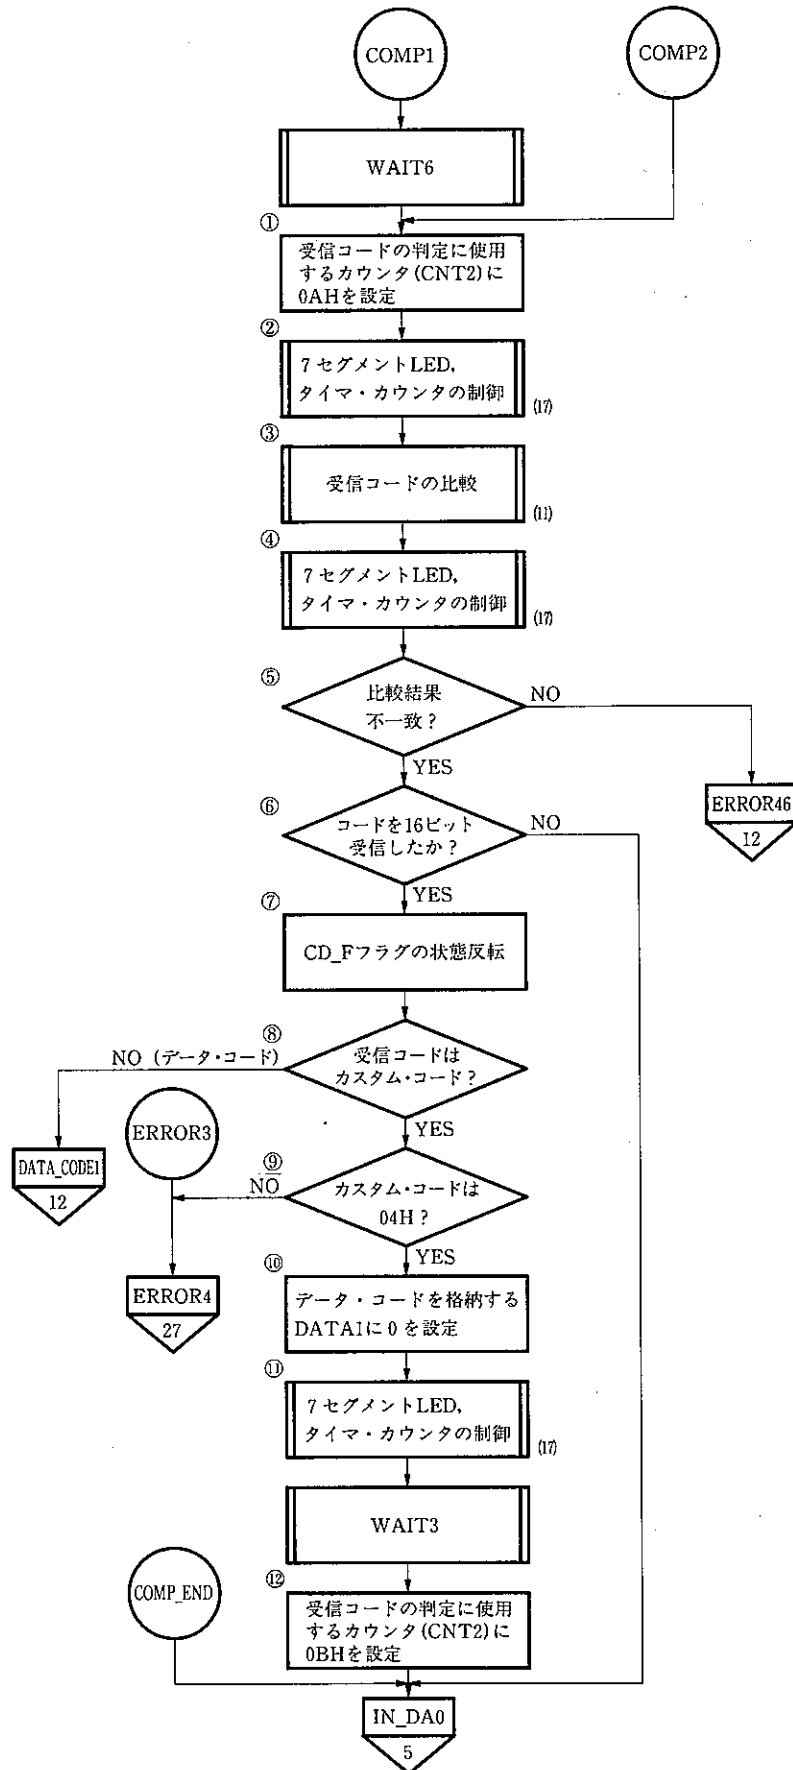 COMP1
COMP2
WAIT6
①
受信コードの判定に使用
するカウンタ(CNT2)に
0AHを設定
②
7セグメントLED,
タイマ・カウンタの制御
(17)
③
受信コードの比較
(11)
④
7セグメントLED,
タイマ・カウンタの制御
(17)
⑤
比較結果
不一致?
NO
YES
ERROR46
12
⑥
コードを16ビット
受信したか?
NO
YES
⑦
CD_Fフラグの状態反転
⑧
受信コードは
カスタム・コード?
NO (データ・コード)
YES
DATA_CODE1
12
ERROR3
⑨
NO
カスタム・コードは
04H?
YES
ERROR4
27
⑩
データ・コードを格納する
DATA1に0を設定
⑪
7セグメントLED,
タイマ・カウンタの制御
(17)
WAIT3
COMP_END
⑫
受信コードの判定に使用
するカウンタ(CNT2)に
0BHを設定
IN_DA0
5